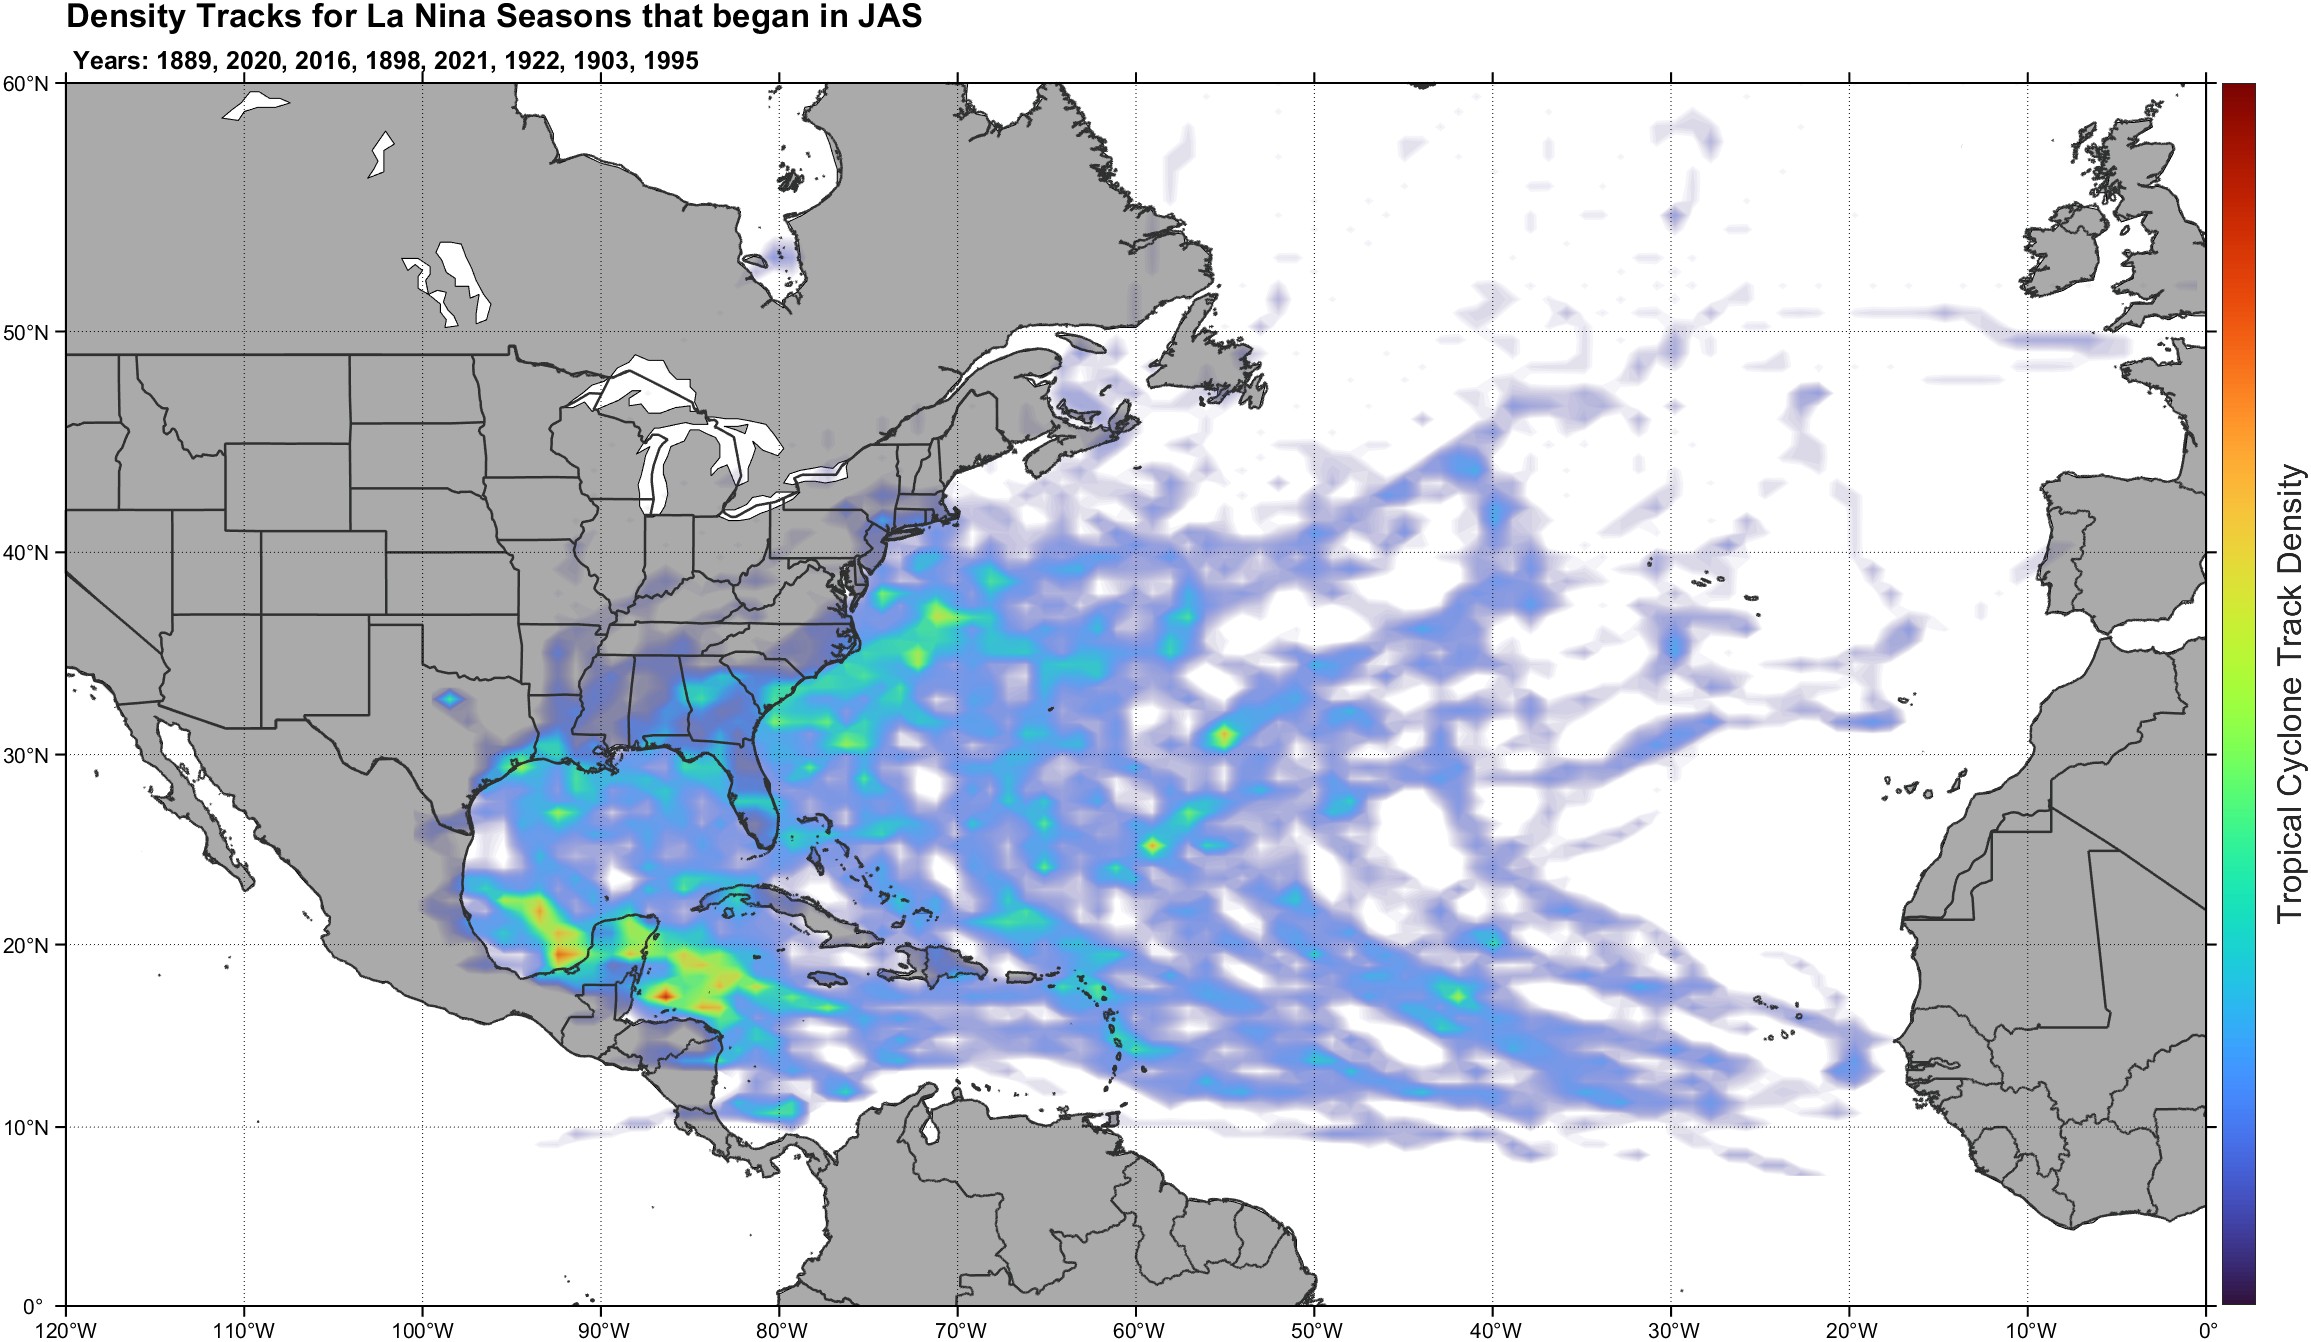 Density Tracks for La Nina Seasons that began in JAS
Years: 1889, 2020, 2016, 1898, 2021, 1922, 1903, 1995
60°N
50°N
40°N
30°N
20°N
10°N
0°
120°W
110°W
100°W
90°W
80°W
70°W
60°W
50°W
40°W
30°W
20°W
10°W
0°
Tropical Cyclone Track Density